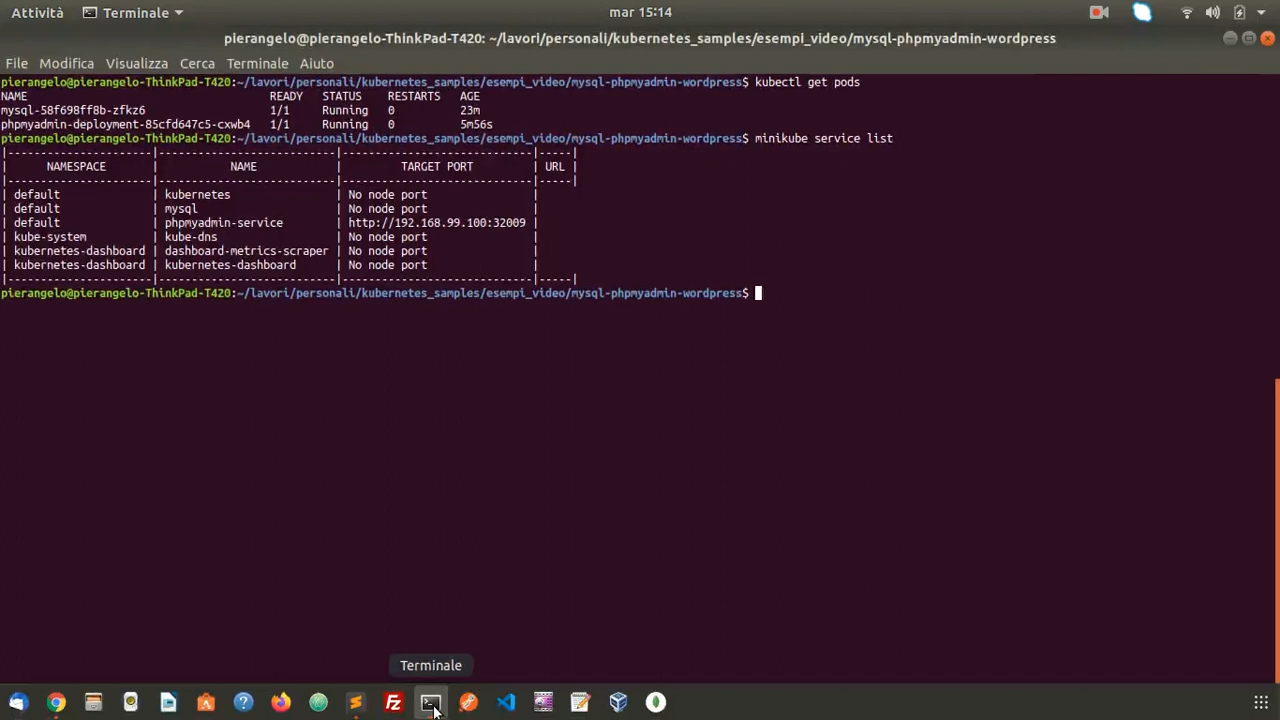 Attività Terminale mar 15:14
pierangelo@pierangelo-ThinkPad-T420: ~/lavori/personali/kubernetes_samples/esempi_video/mysql-phpmyadmin-wordpress
File Modifica Visualizza Cerca Terminale Aiuto
pierangelo@pierangelo-ThinkPad-T420:~/lavori/personali/kubernetes_samples/esempi_video/mysql-phpmyadmin-wordpress$ kubectl get pods
NAME READY STATUS RESTARTS AGE
mysql-58f698ff8b-zfkz6 1/1 Running 0 23m
phpmyadmin-deployment-85cfd647c5-cxwb4 1/1 Running 0 5m56s
pierangelo@pierangelo-ThinkPad-T420:~/lavori/personali/kubernetes_samples/esempi_video/mysql-phpmyadmin-wordpress$ minikube service list
|----------------------|--------------------------|-----------------------------|-----|
| NAMESPACE | NAME | TARGET PORT | URL |
|----------------------|--------------------------|-----------------------------|-----|
| default | kubernetes | No node port |
| default | mysql | No node port |
| default | phpmyadmin-service | http://192.168.99.100:32009 |
| kube-system | kube-dns | No node port |
| kubernetes-dashboard | dashboard-metrics-scraper | No node port |
| kubernetes-dashboard | kubernetes-dashboard | No node port |
|----------------------|--------------------------|-----------------------------|-----|
pierangelo@pierangelo-ThinkPad-T420:~/lavori/personali/kubernetes_samples/esempi_video/mysql-phpmyadmin-wordpress$
Terminale
Fz